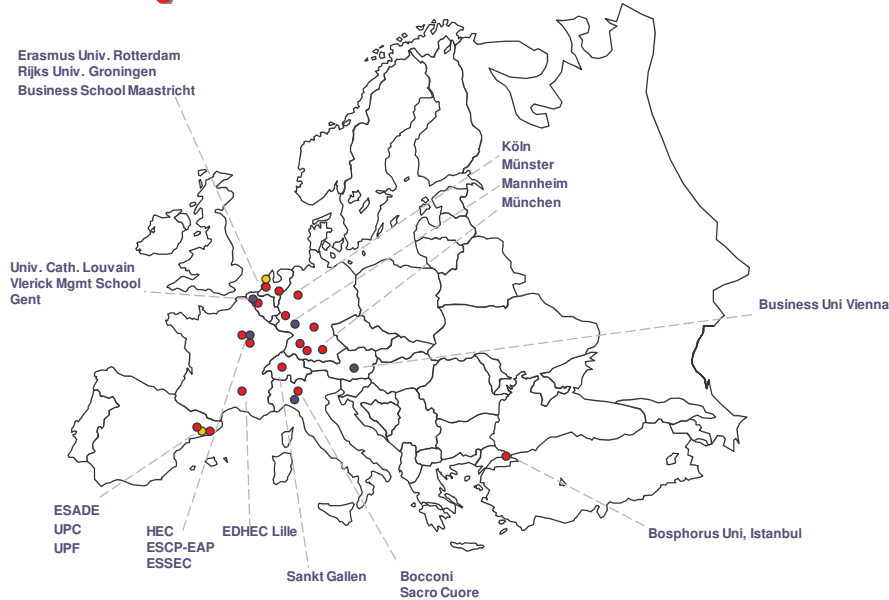 Erasmus Univ. Rotterdam
Rijks Univ. Groningen
Business School Maastricht
Köln
Münster
Mannheim
München
Univ. Cath. Louvain
Vlerick Mgmt School
Gent
Business Uni Vienna
ESADE
UPC
UPF
HEC
ESCP-EAP
ESSEC
EDHEC Lille
Sankt Gallen
Bocconi
Sacro Cuore
Bosphorus Uni, Istanbul